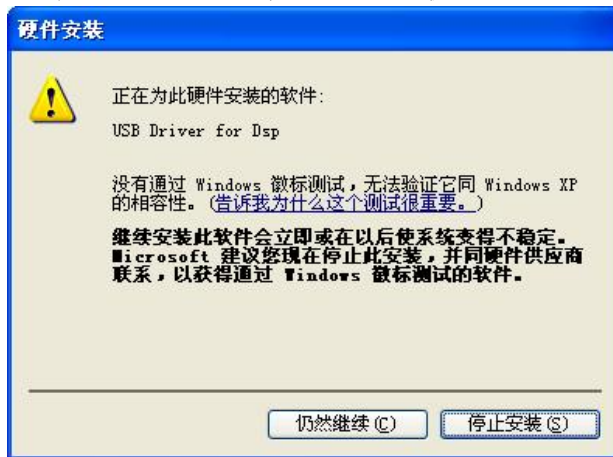 硬件安装
正在为此硬件安装的软件:
USB Driver for Dsp
没有通过 Windows 徽标测试，无法验证它同 Windows XP
的相容性。(告诉我为什么这个测试很重要。)
继续安装此软件会立即或在以后使系统变得不稳定。
Microsoft 建议您现在停止此安装，并同硬件供应商
联系，以获得通过 Windows 徽标测试的软件。
仍然继续(C)
停止安装(S)